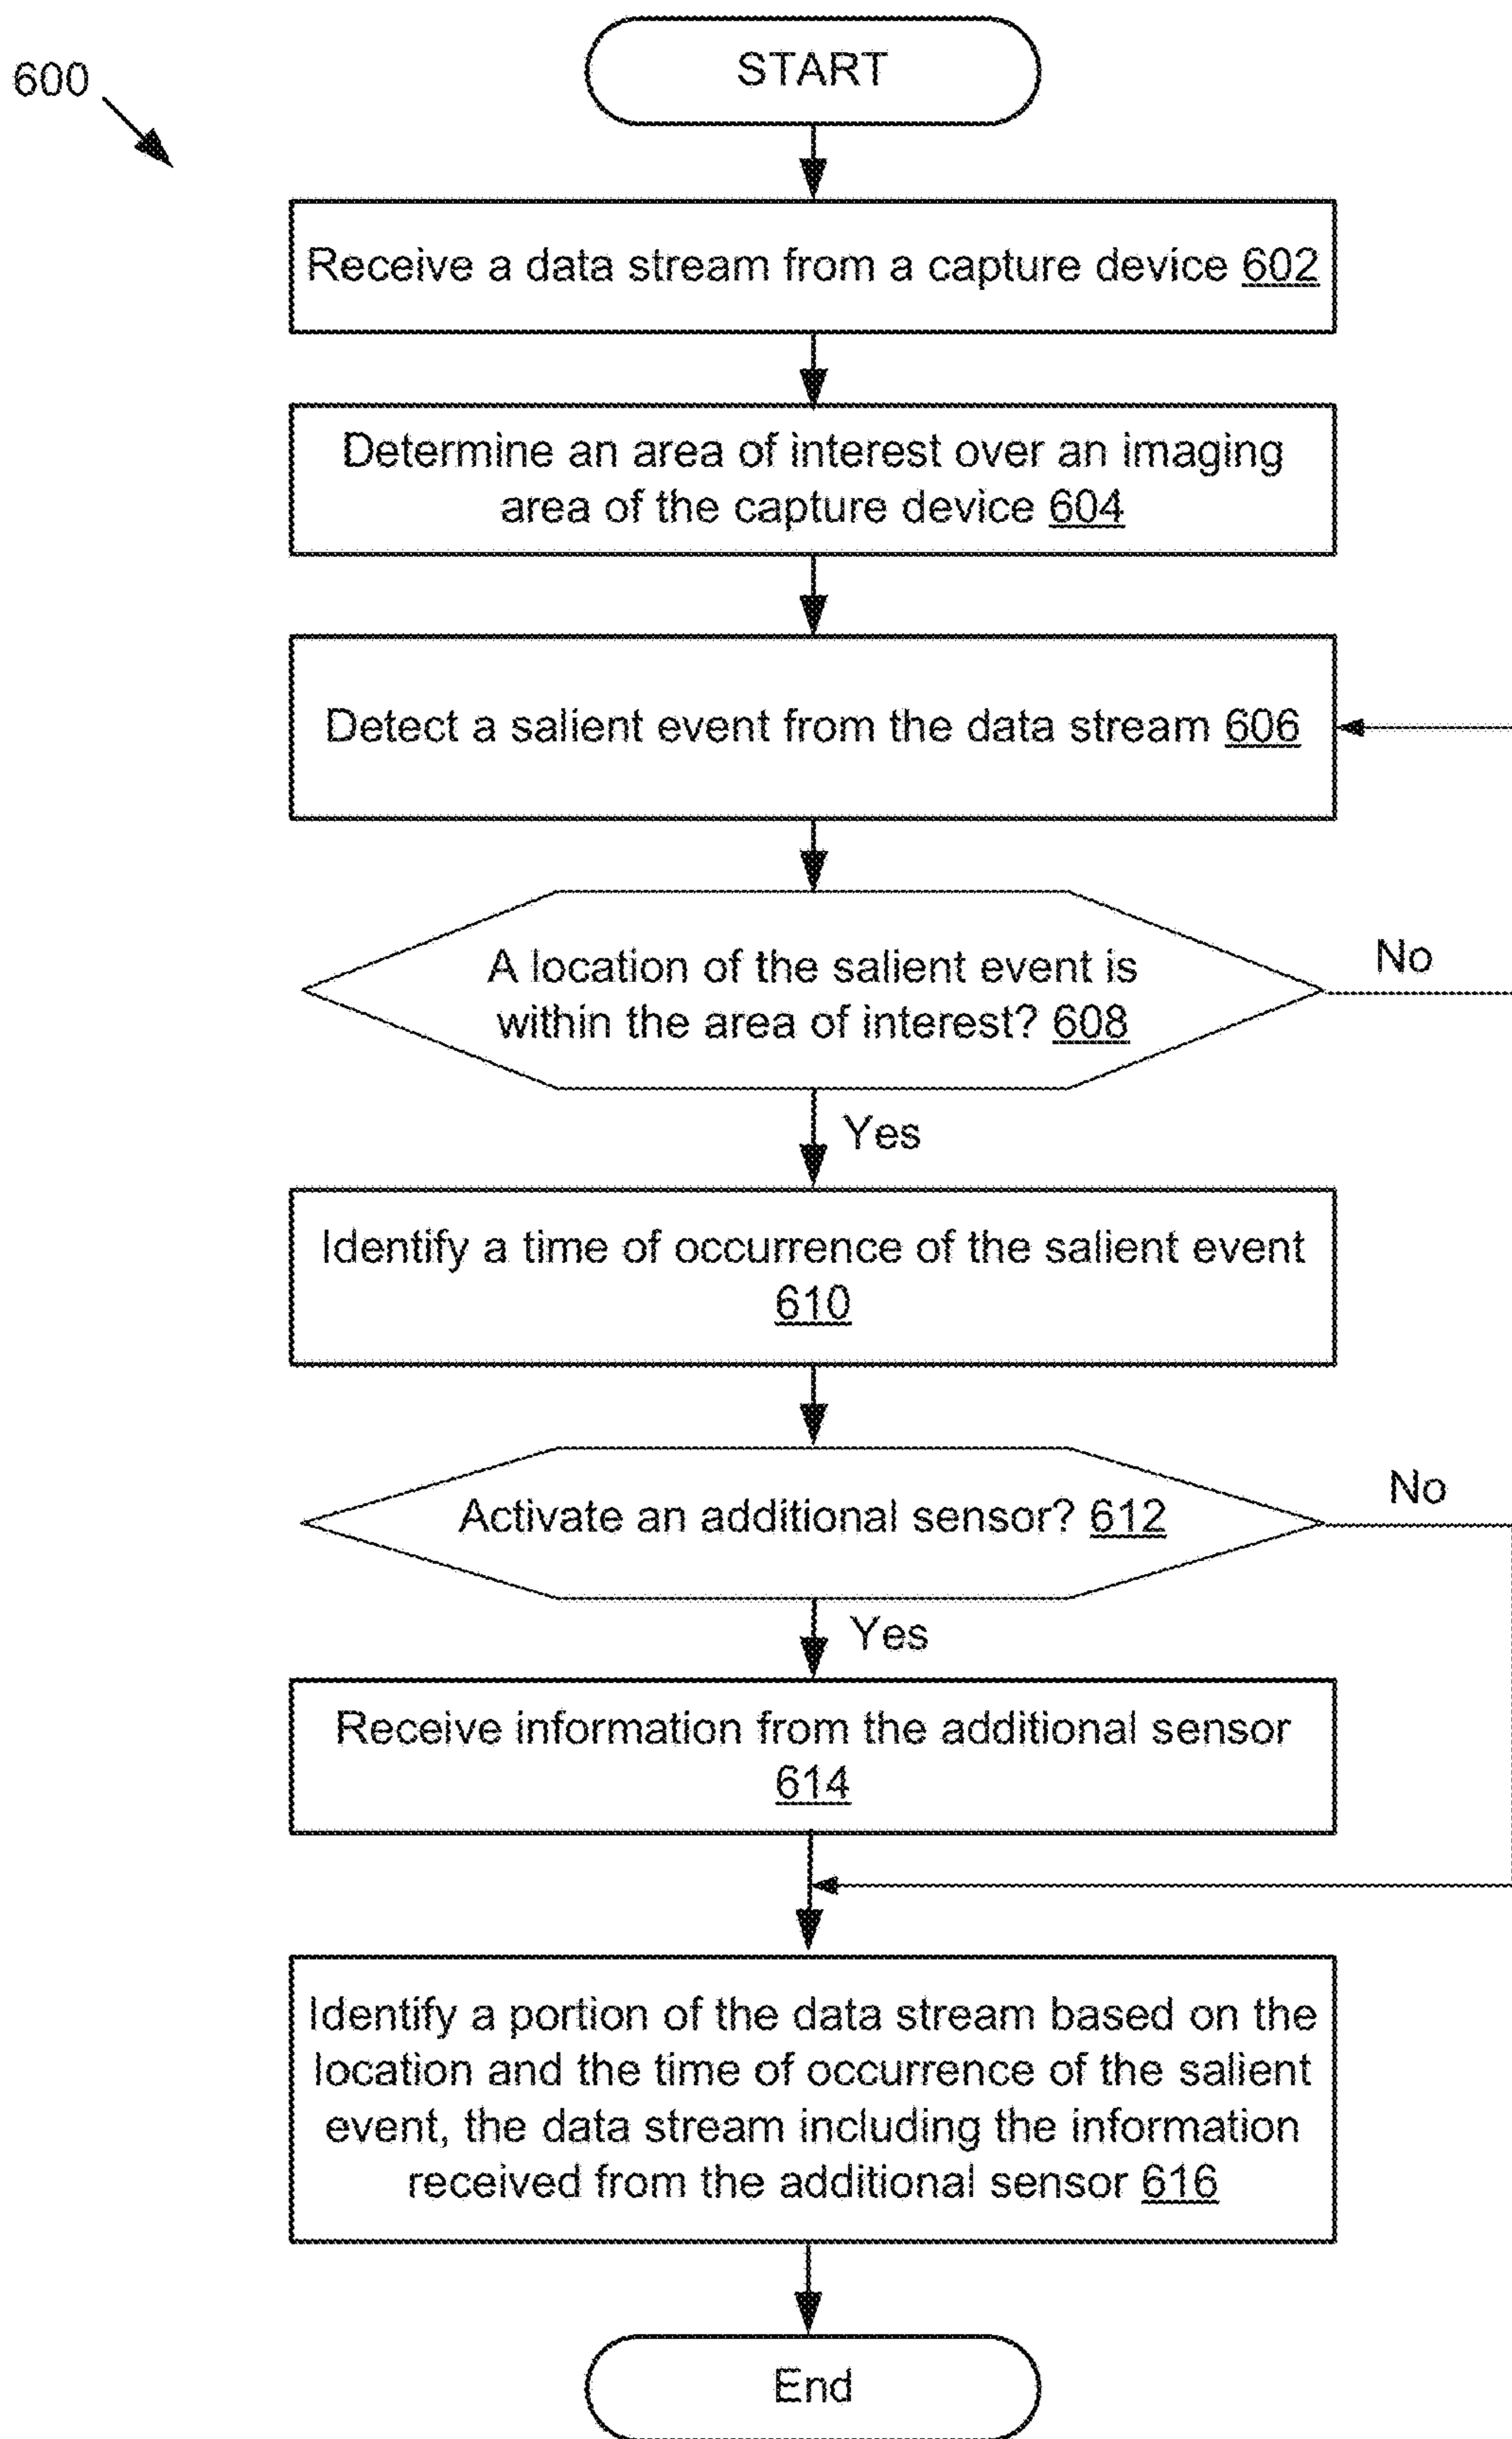 600
START
Receive a data stream from a capture device 602
Determine an area of interest over an imaging
area of the capture device 604
Detect a salient event from the data stream 606
A location of the salient event is
within the area of interest? 608
No
Yes
Identify a time of occurrence of the salient event
610
Activate an additional sensor? 612
No
Yes
Receive information from the additional sensor
614
Identify a portion of the data stream based on the
location and the time of occurrence of the salient
event, the data stream including the information
received from the additional sensor 616
End